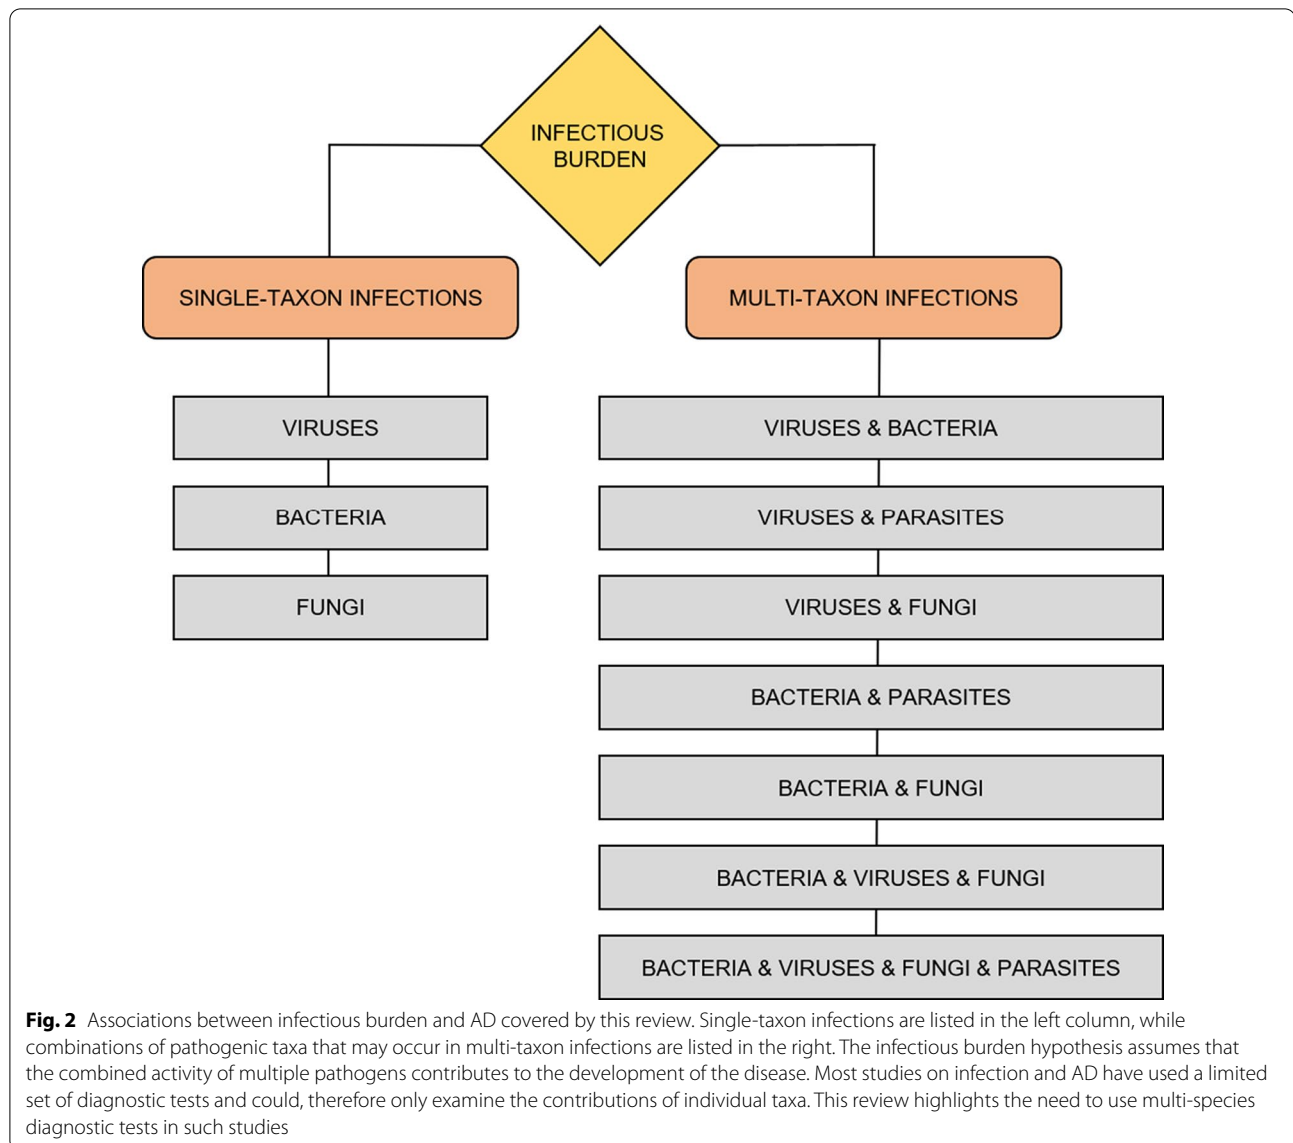 INFECTIOUS
BURDEN
SINGLE-TAXON INFECTIONS
MULTI-TAXON INFECTIONS
VIRUSES
BACTERIA
FUNGI
VIRUSES & BACTERIA
VIRUSES & PARASITES
VIRUSES & FUNGI
BACTERIA & PARASITES
BACTERIA & FUNGI
BACTERIA & VIRUSES & FUNGI
BACTERIA & VIRUSES & FUNGI & PARASITES
Fig. 2 Associations between infectious burden and AD covered by this review. Single-taxon infections are listed in the left column, while
combinations of pathogenic taxa that may occur in multi-taxon infections are listed in the right. The infectious burden hypothesis assumes that
the combined activity of multiple pathogens contributes to the development of the disease. Most studies on infection and AD have used a limited
set of diagnostic tests and could, therefore only examine the contributions of individual taxa. This review highlights the need to use multi-species
diagnostic tests in such studies